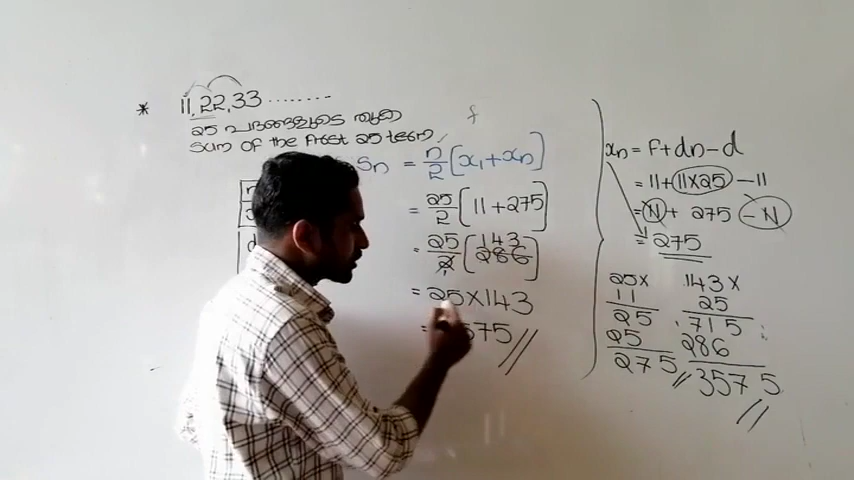 * 11, 22, 33 ........
25 പദങ്ങളുടെ തുക
sum of the first 25 term
Sn = n/2 [x₁ + xn]
= 25/2 [11 + 275]
= 25/2 [286] 143
= 25 × 143
= 575 //
f
xn = f + dn - d
= 11 + 11×25 - 11
= 11 + 275 - 11
= 275
25 ×
11
25
25
275 //
143 ×
25
715
286
3575 //